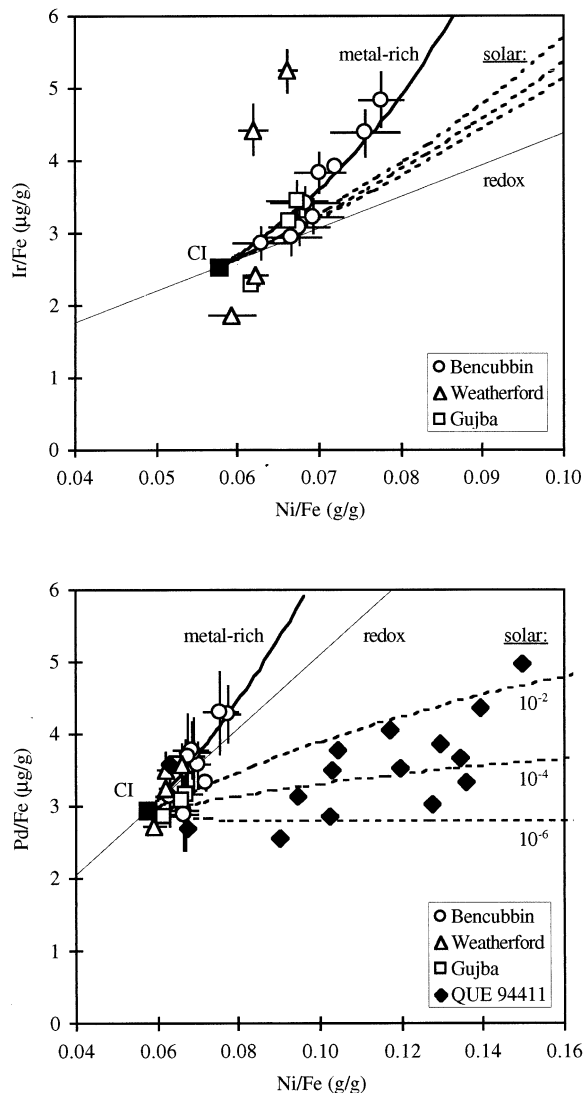 6
5
4
3
2
1
0
Ir/Fe (μg/g)
metal-rich
solar:
redox
CI
Bencubbin
Weatherford
Gujba
0.04 0.05 0.06 0.07 0.08 0.09 0.10
Ni/Fe (g/g)
6
5
4
3
2
1
0
Pd/Fe (μg/g)
metal-rich
redox
solar:
10-2
10-4
10-6
CI
Bencubbin
Weatherford
Gujba
QUE 94411
0.04 0.06 0.08 0.10 0.12 0.14 0.16
Ni/Fe (g/g)